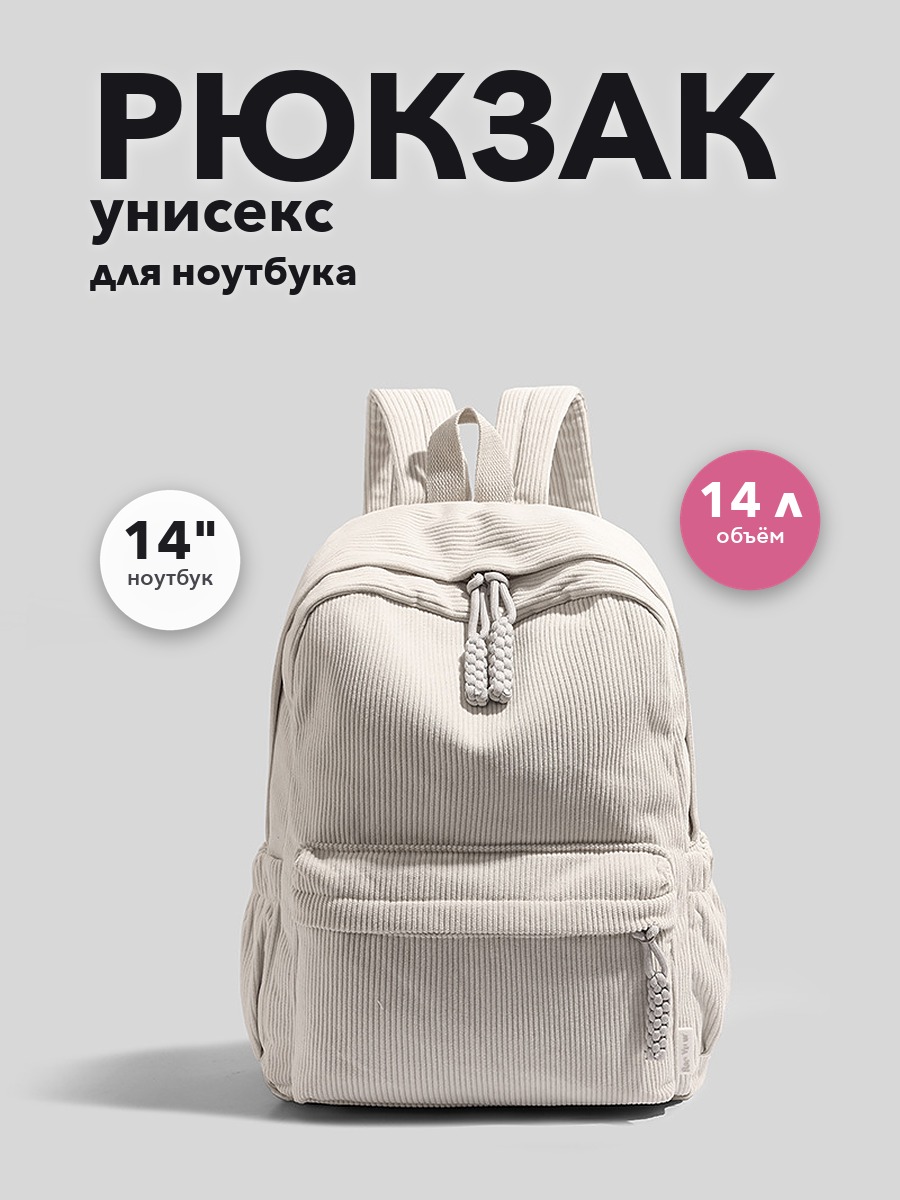 РЮКЗАК
унисекс
для ноутбука
14"
ноутбук
14 л
объём